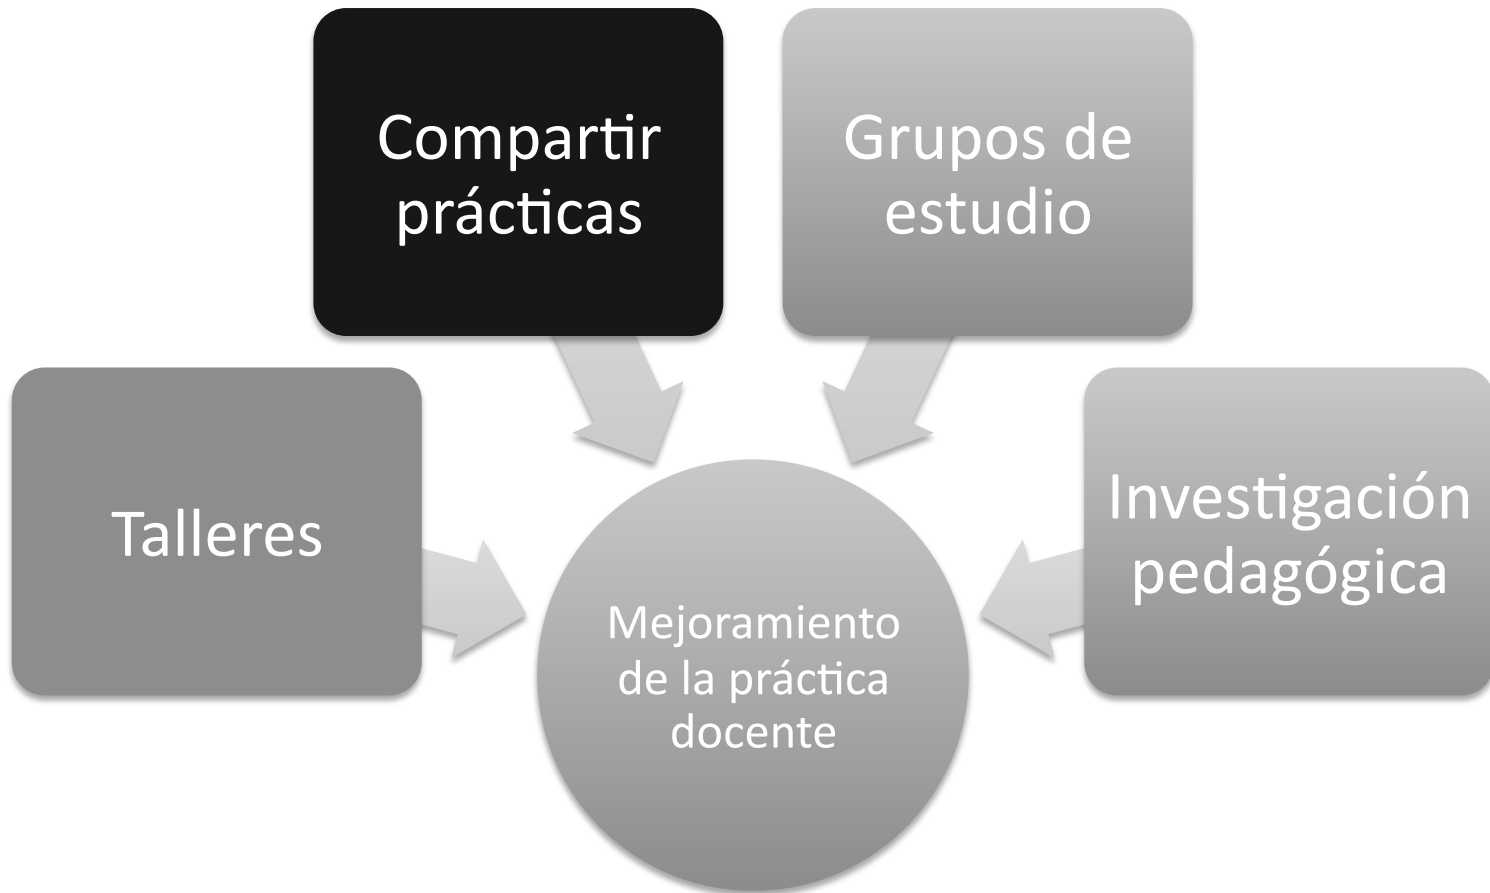 Compartir
prácticas
Grupos de
estudio
Talleres
Investigación
pedagógica
Mejoramiento
de la práctica
docente